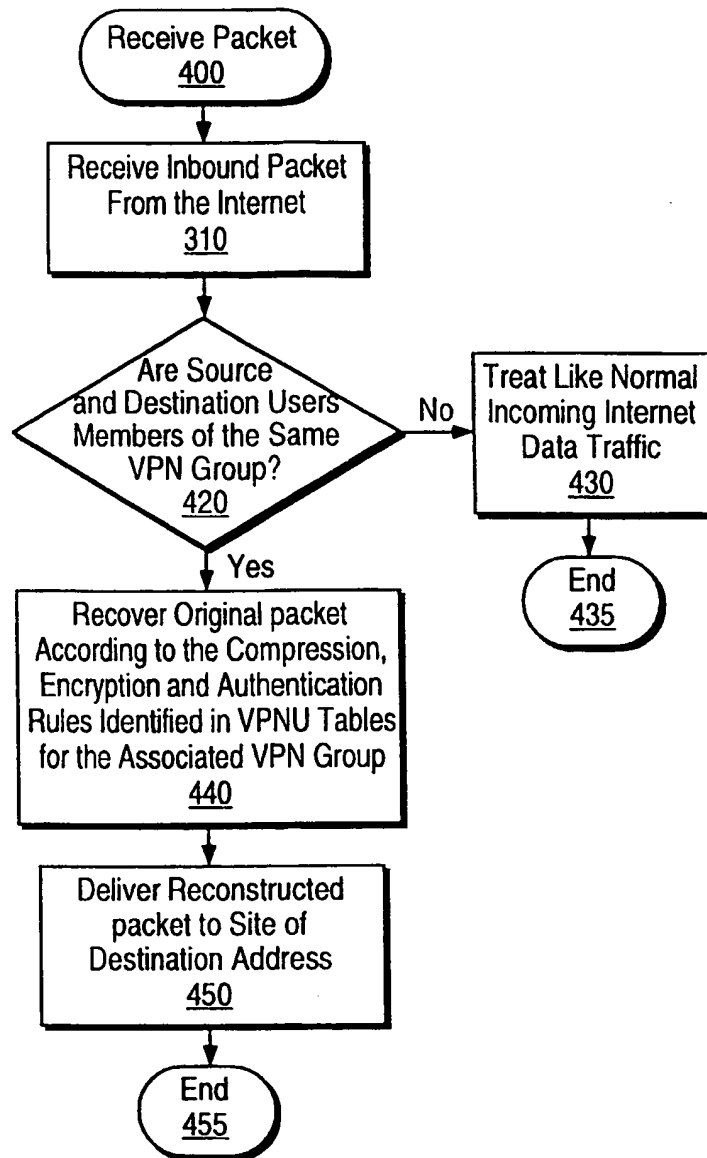 Receive Packet
400
Receive Inbound Packet
From the Internet
310
Are Source
and Destination Users
Members of the Same
VPN Group?
420
No
Treat Like Normal
Incoming Internet
Data Traffic
430
End
435
Yes
Recover Original packet
According to the Compression,
Encryption and Authentication
Rules Identified in VPNU Tables
for the Associated VPN Group
440
Deliver Reconstructed
packet to Site of
Destination Address
450
End
455